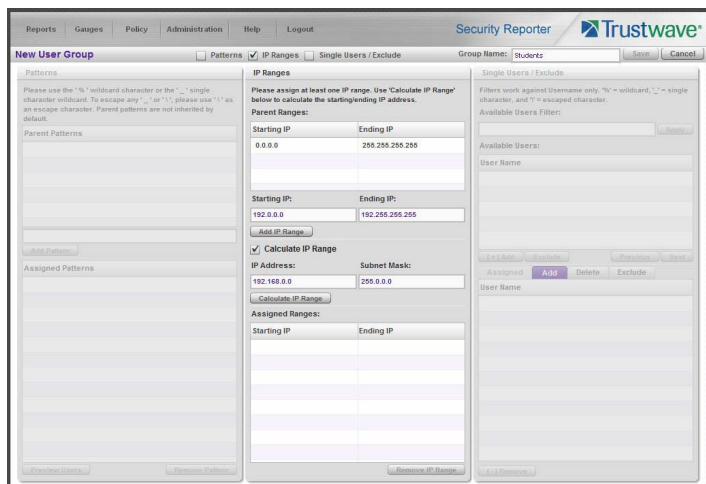 Reports Gauges Policy Administration Help Logout Security Reporter Trustwave®
New User Group Patterns IP Ranges Single Users / Exclude Group Name: Students Save Cancel
Patterns
Please use the ' % ' wildcard character or the ' _ ' single
character wildcard. To escape any ' _ ' or ' \ ', please use ' \ ' as
an escape character. Parent patterns are not inherited by
default.
Parent Patterns
Add Pattern
Assigned Patterns
Preview Users Remove Pattern
IP Ranges
Please assign at least one IP range. Use 'Calculate IP Range'
below to calculate the starting/ending IP address.
Parent Ranges:
Starting IP Ending IP
0.0.0.0 255.255.255.255
Starting IP: Ending IP:
192.0.0.0 192.255.255.255
Add IP Range
Calculate IP Range
IP Address: Subnet Mask:
192.168.0.0 255.0.0.0
Calculate IP Range
Assigned Ranges:
Starting IP Ending IP
Remove IP Range
Single Users / Exclude
Filters work against Username only. '%' = wildcard, '_' = single
character, and '\' = escaped character.
Available Users Filter:
Apply
Available Users:
User Name
[+] Add Exclude Previous Next
Assigned Add Delete Exclude
User Name
[-] Remove